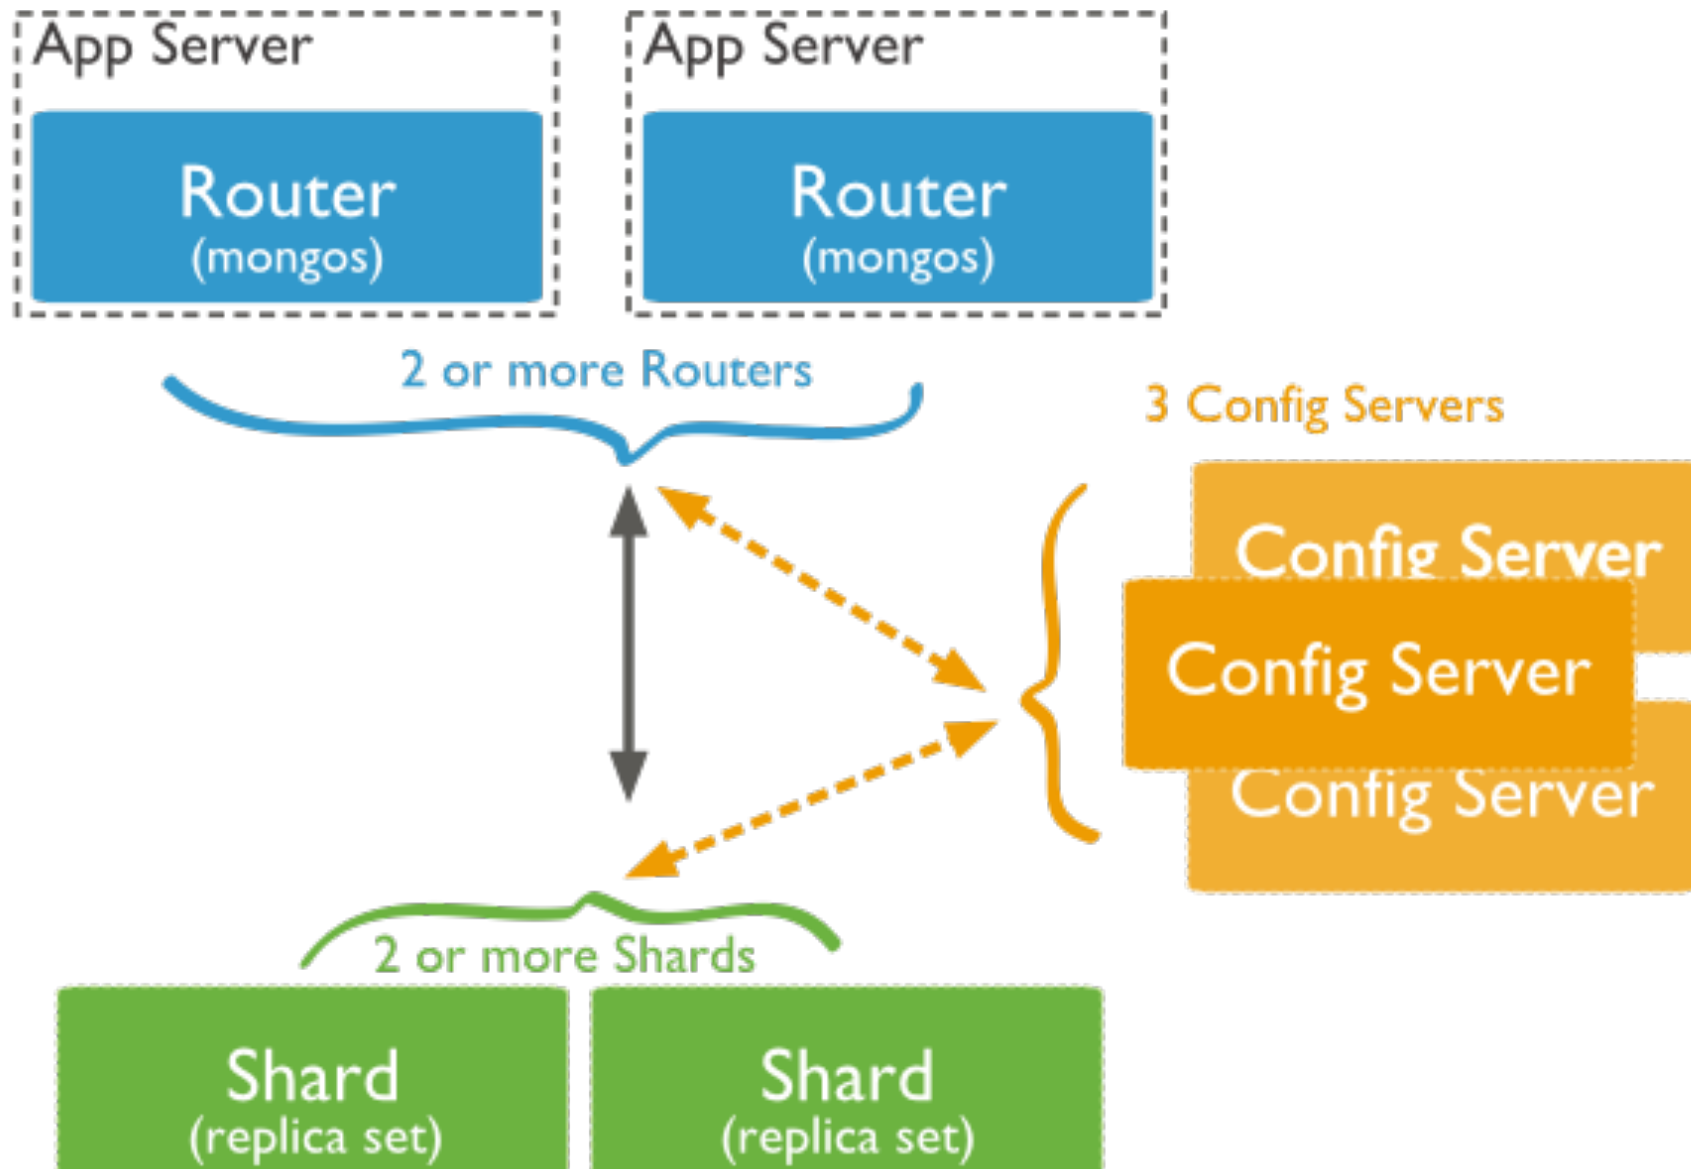 App Server
App Server
Router
(mongos)
Router
(mongos)
2 or more Routers
3 Config Servers
Config Server
Config Server
Config Server
2 or more Shards
Shard
(replica set)
Shard
(replica set)